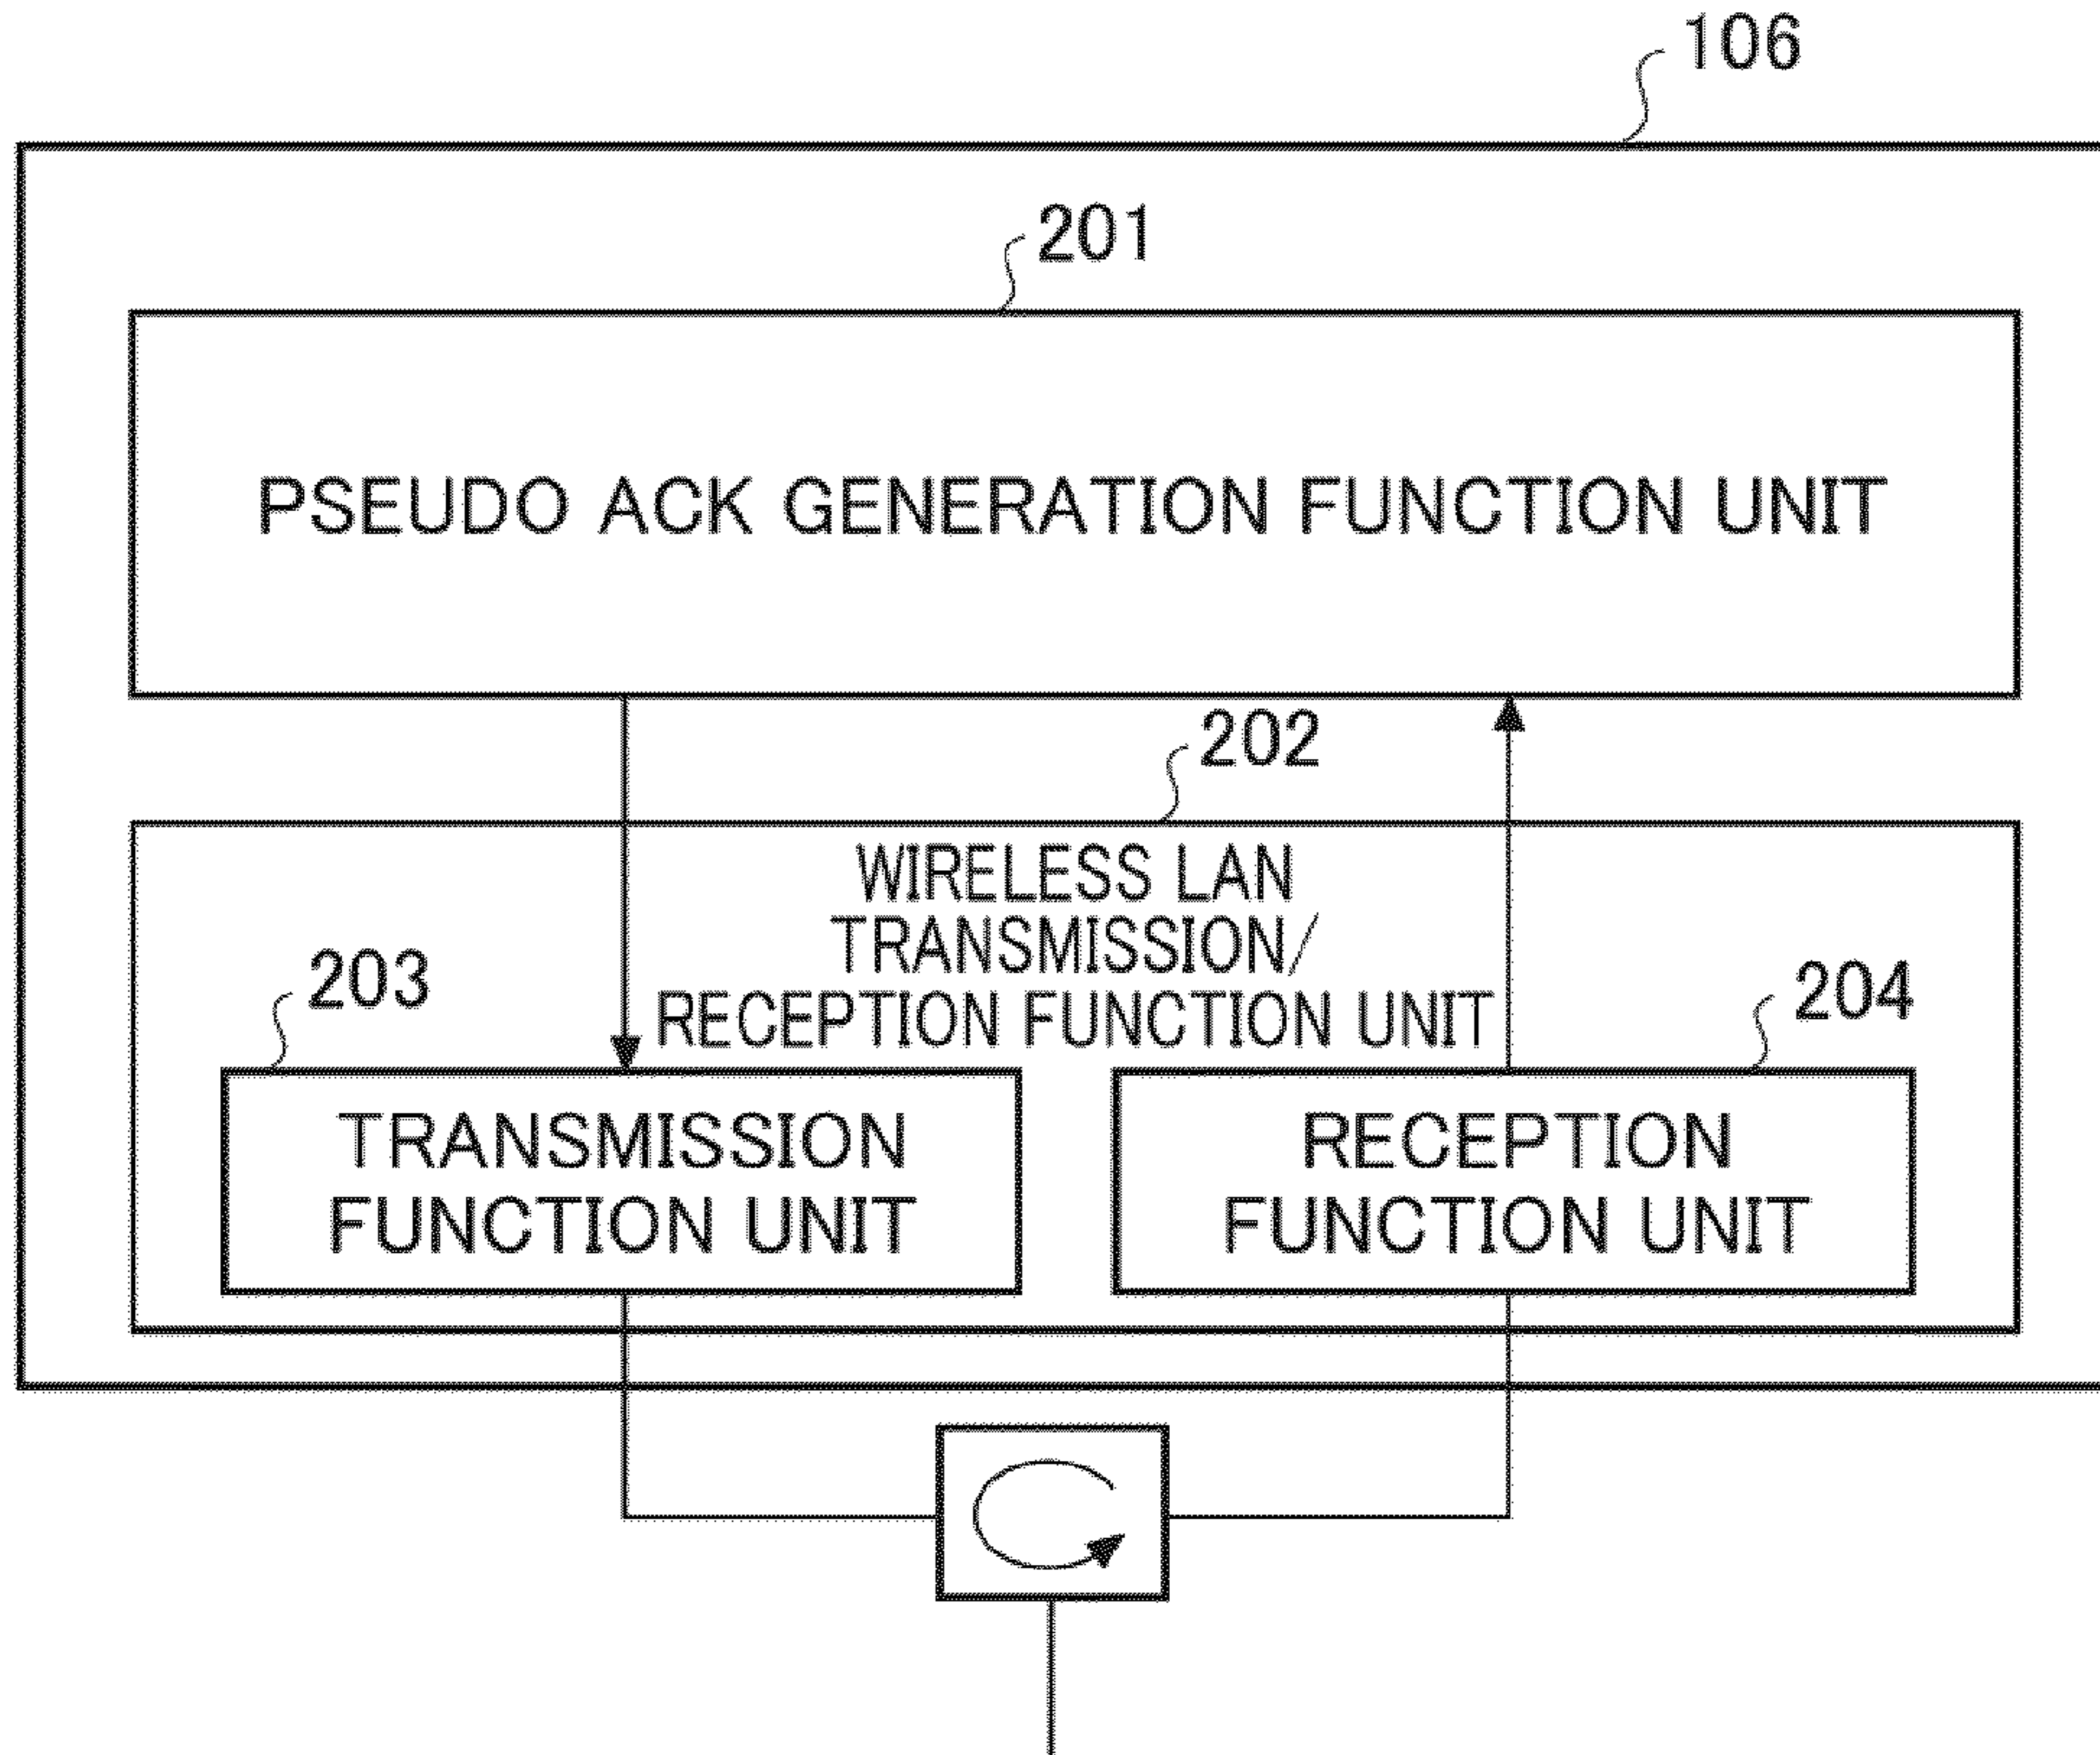 106
201
PSEUDO ACK GENERATION FUNCTION UNIT
202
WIRELESS LAN
TRANSMISSION/
RECEPTION FUNCTION UNIT
203
204
TRANSMISSION
FUNCTION UNIT
RECEPTION
FUNCTION UNIT